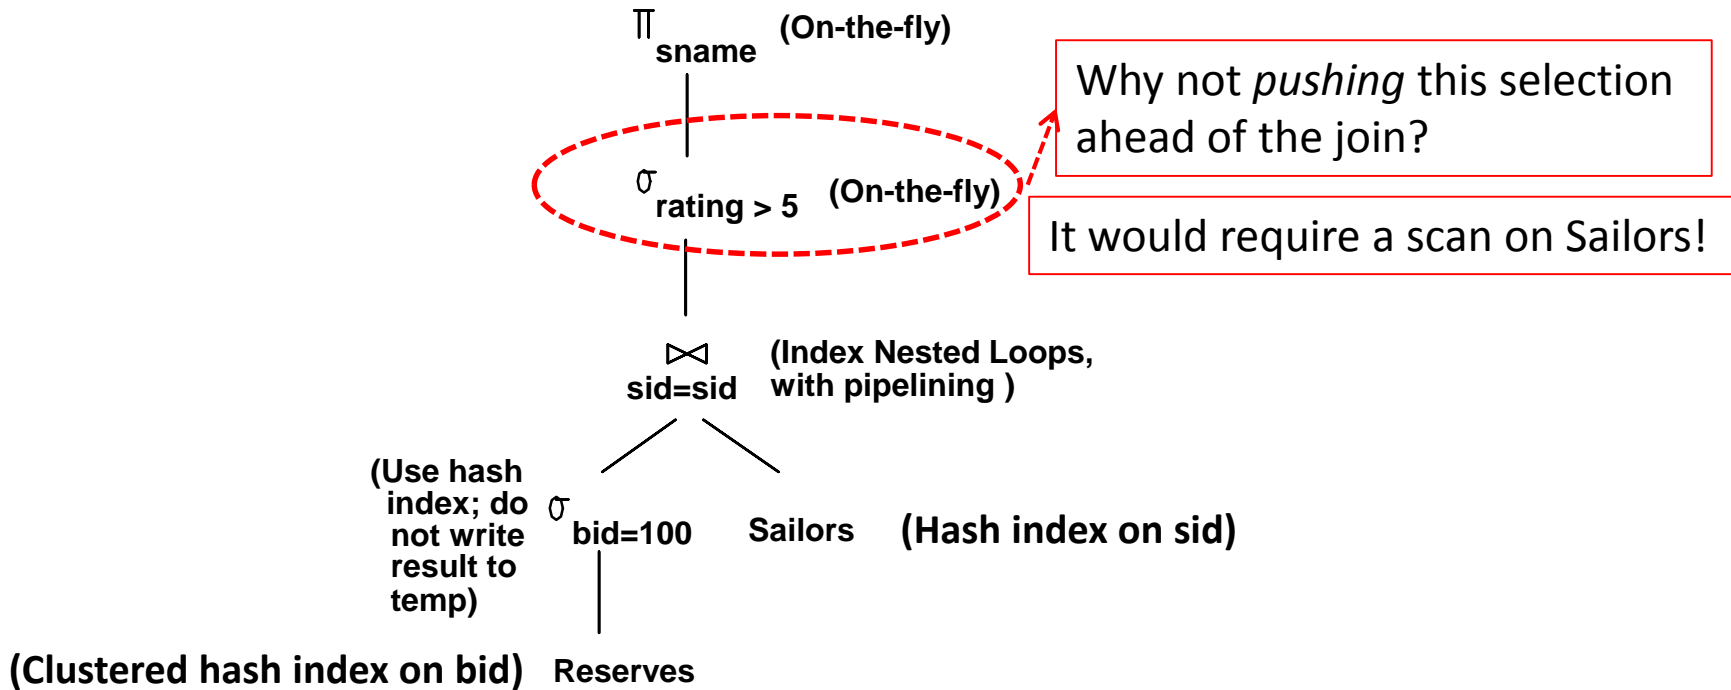 π sname (On-the-fly)
Why not pushing this selection
ahead of the join?
σ rating > 5 (On-the-fly)
It would require a scan on Sailors!
⋈ (Index Nested Loops,
sid=sid with pipelining )
(Use hash
index; do
not write
result to
temp)
σ bid=100
Sailors (Hash index on sid)
(Clustered hash index on bid) Reserves